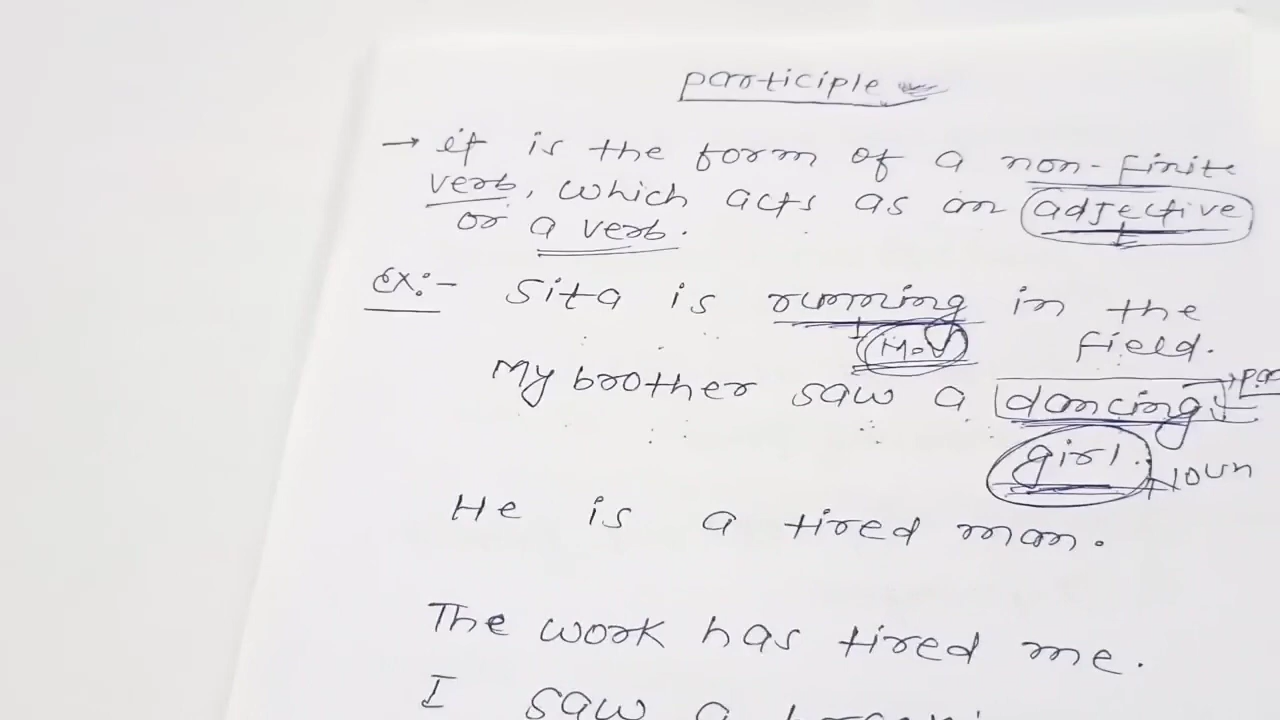 participle
→ it is the form of a non-finite
verb, which acts as an adjective
or a verb.
ex:- Sita is running in the
field.
M.V
My brother saw a dancing
girl.
Noun
He is a tired man.
The work has tired me.
I saw a